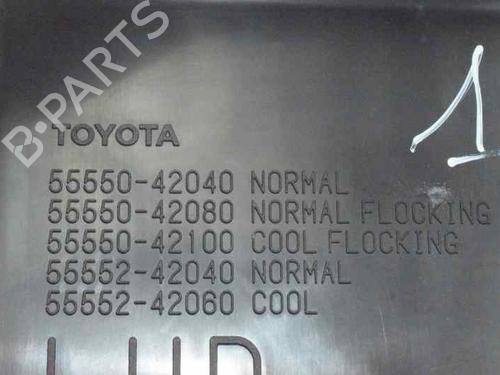 B-PARTS
1
TOYOTA
55550-42040 NORMAL
55550-42080 NORMAL FLOCKING
55550-42100 COOL FLOCKING
55552-42040 NORMAL
55552-42060 COOL
LHD